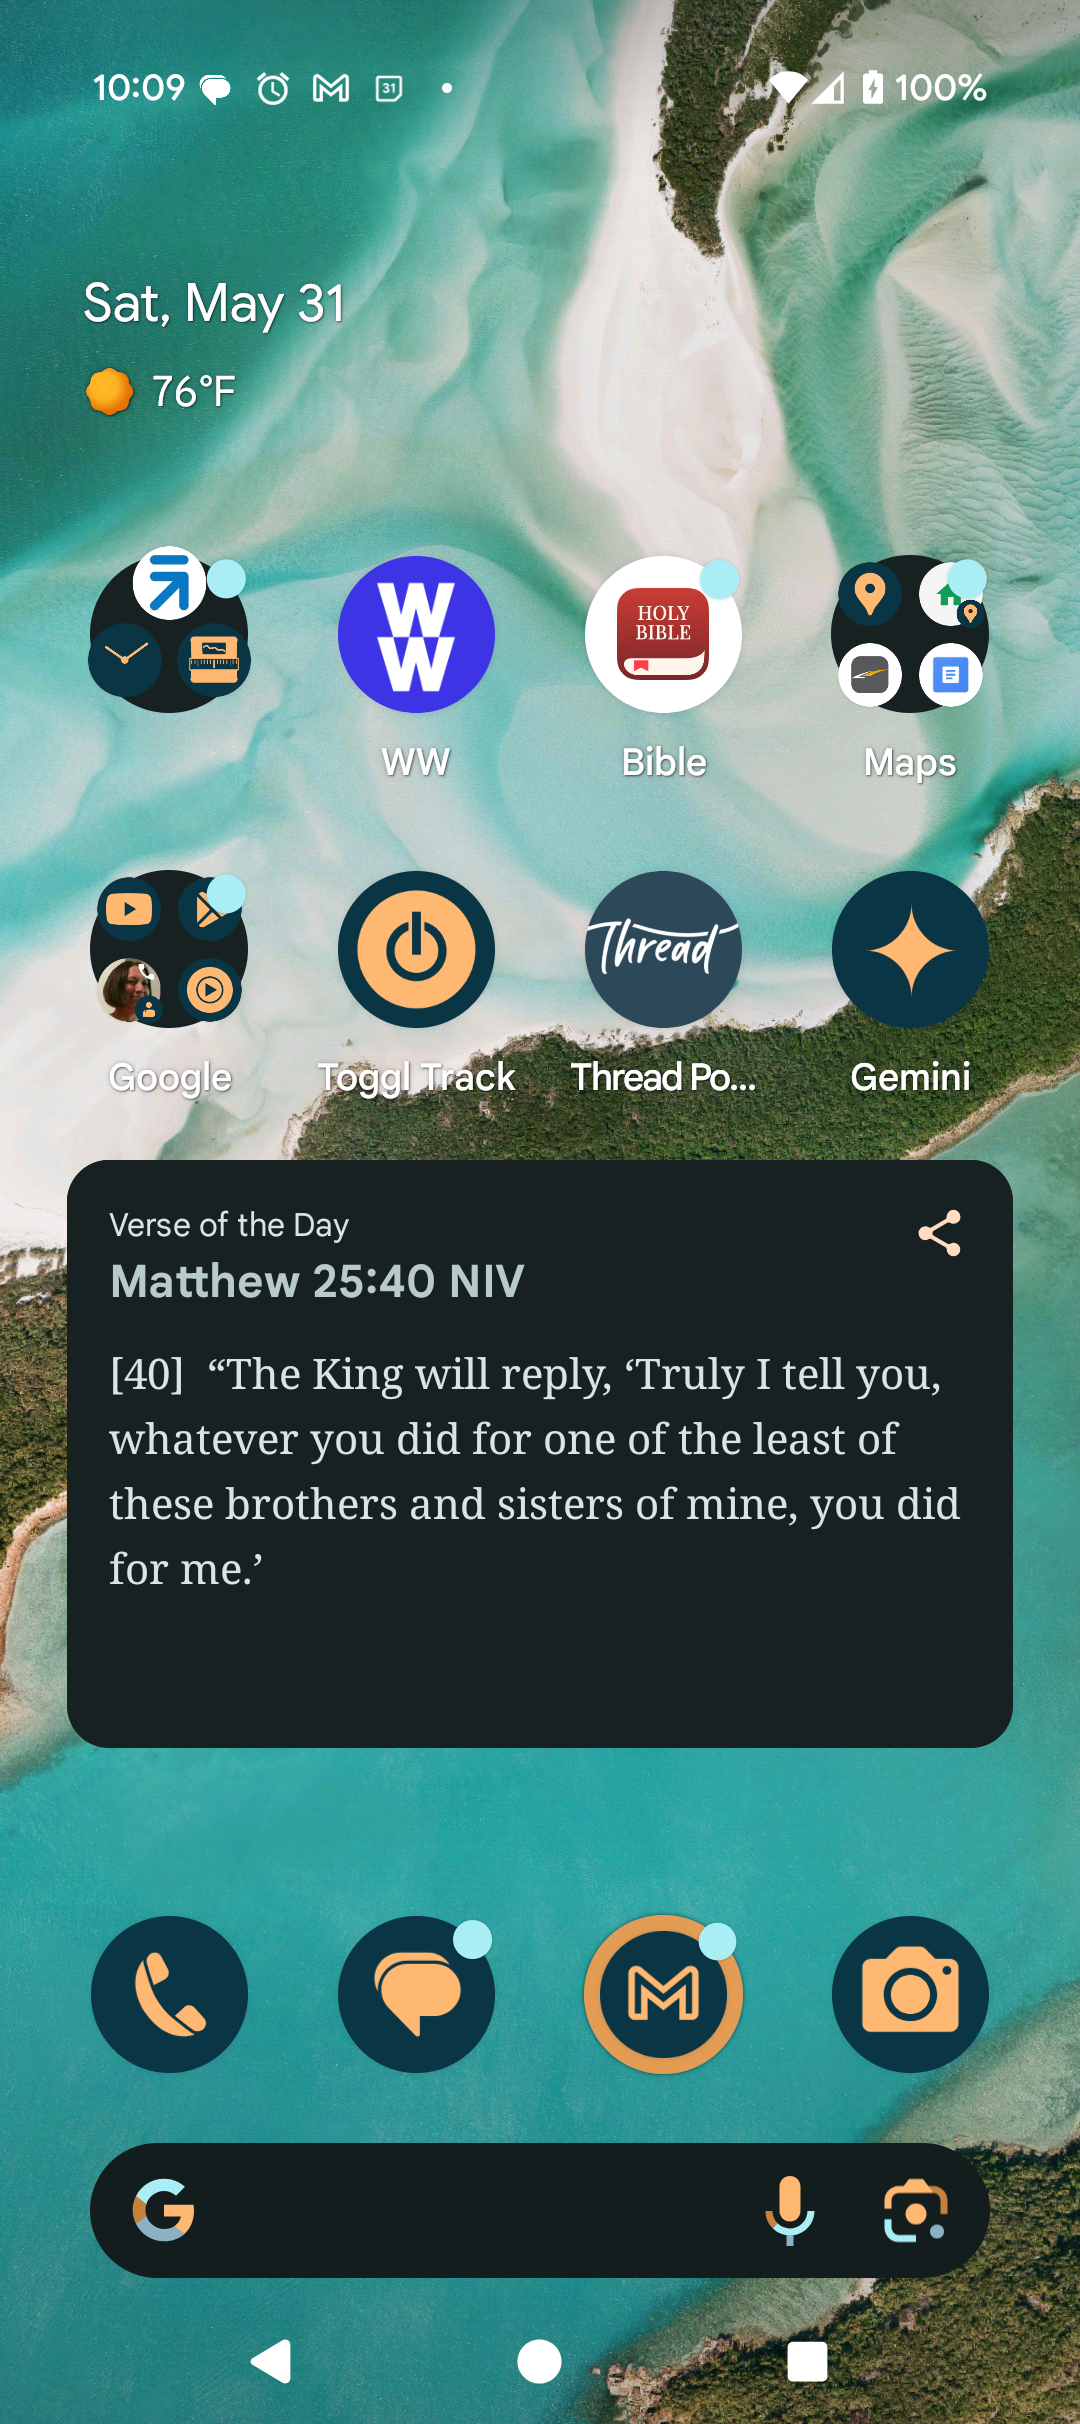 10:09
31
100%
Sat, May 31
76°F
W
W
HOLY
BIBLE
Thread
WW
Bible
Maps
Google
Toggl Track
Thread Po...
Gemini
Verse of the Day
Matthew 25:40 NIV
[40] “The King will reply, ‘Truly I tell you,
whatever you did for one of the least of
these brothers and sisters of mine, you did
for me.’